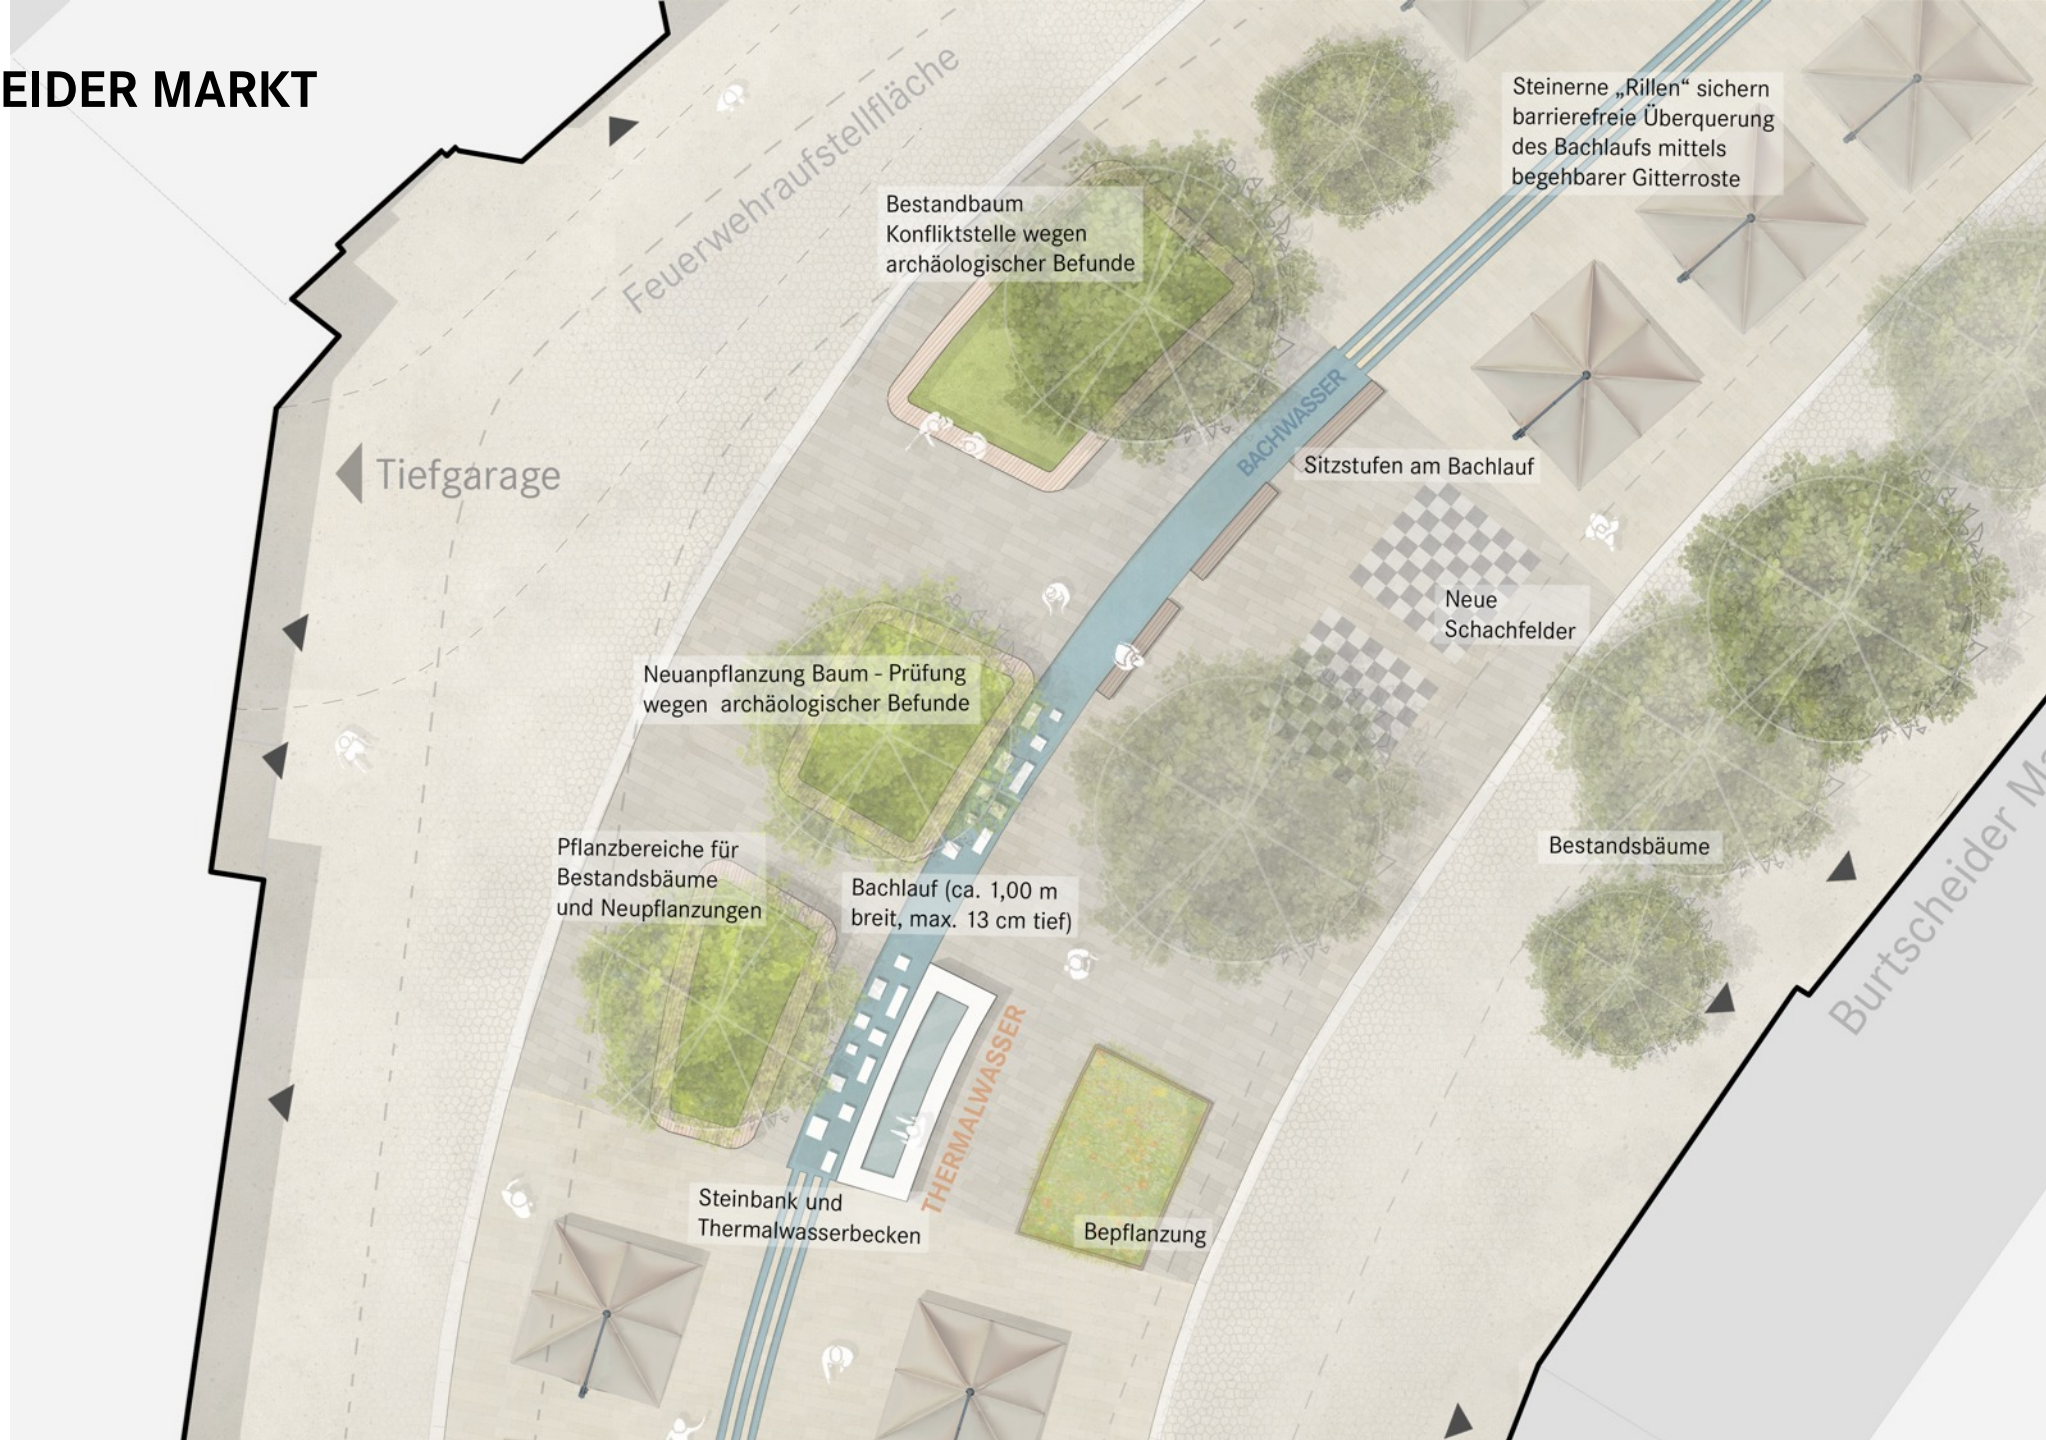 EIDER MARKT
Steinerne „Rillen“ sichern
barrierefreie Überquerung
des Bachlaufs mittels
begehbarer Gitterroste
Feuerwehraufstellfläche
Bestandbaum
Konfliktstelle wegen
archäologischer Befunde
BACHWASSER
Sitzstufen am Bachlauf
Tiefgarage
Neue
Schachfelder
Neuanpflanzung Baum - Prüfung
wegen archäologischer Befunde
Bestandsbäume
Burtscheider Ma
Pflanzbereiche für
Bestandsbäume
und Neupflanzungen
Bachlauf (ca. 1,00 m
breit, max. 13 cm tief)
THERMALWASSER
Steinbank und
Thermalwasserbecken
Bepflanzung